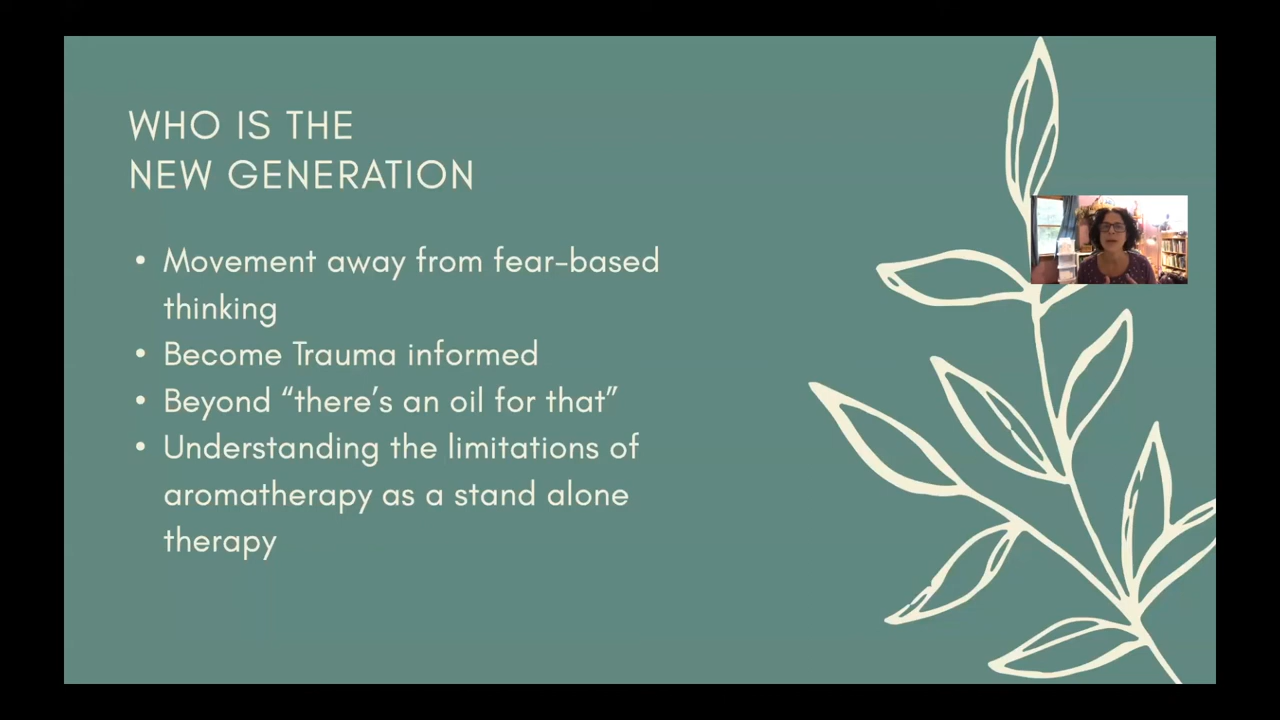 WHO IS THE
NEW GENERATION
• Movement away from fear-based
thinking
• Become Trauma informed
• Beyond “there’s an oil for that”
• Understanding the limitations of
aromatherapy as a stand alone
therapy